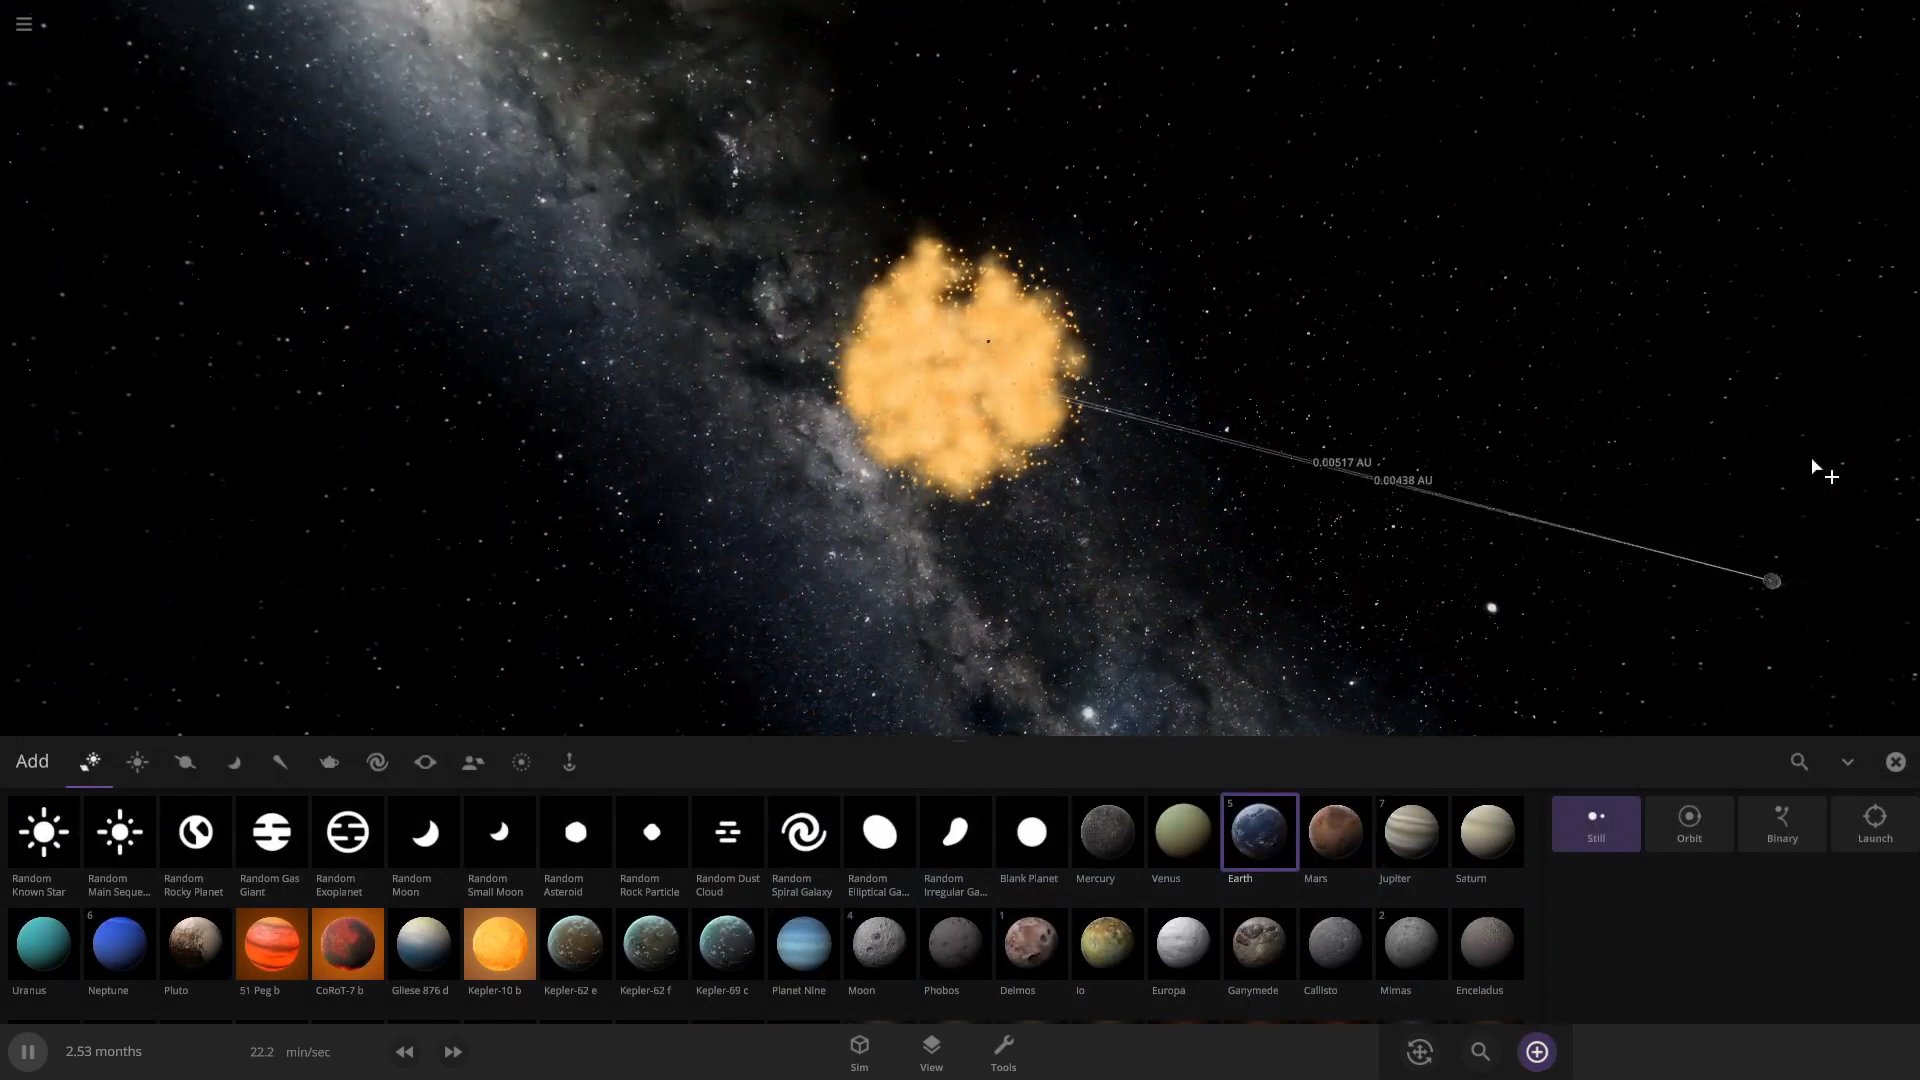 0.00517 AU
0.00438 AU
Add
5
7
Random Known Star
Random Main Seque...
Random Rocky Planet
Random Gas Giant
Random Exoplanet
Random Moon
Random Small Moon
Random Asteroid
Random Rock Particle
Random Dust Cloud
Random Spiral Galaxy
Random Elliptical Ga...
Random Irregular Ga...
Blank Planet
Mercury
Venus
Earth
Mars
Jupiter
Saturn
Still
Orbit
Binary
Launch
6
4
1
2
Uranus
Neptune
Pluto
51 Peg b
CoRoT-7 b
Gliese 876 d
Kepler-10 b
Kepler-62 e
Kepler-62 f
Kepler-69 c
Planet Nine
Moon
Phobos
Deimos
Io
Europa
Ganymede
Callisto
Mimas
Enceladus
2.53 months
22.2 min/sec
Sim
View
Tools